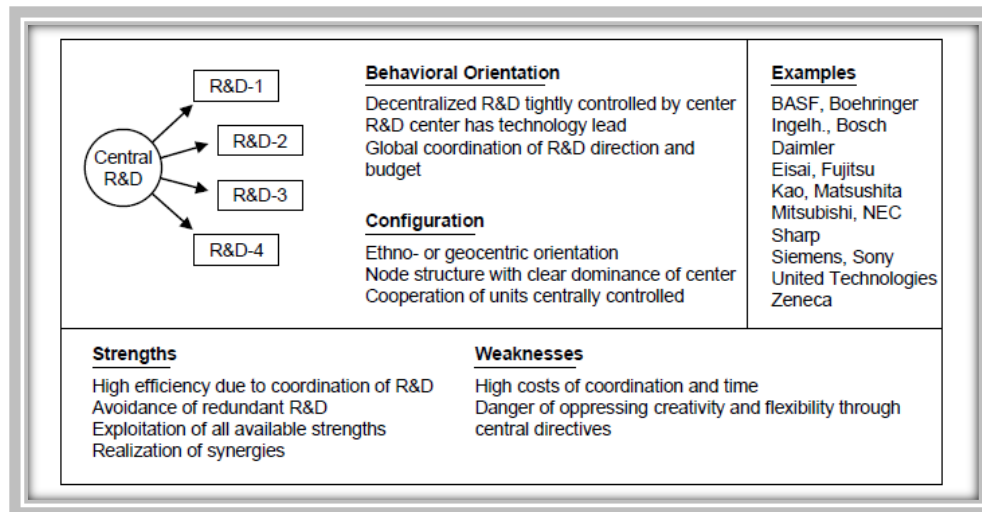 R&D-1
R&D-2
Central
R&D
R&D-3
R&D-4
Behavioral Orientation
Decentralized R&D tightly controlled by center
R&D center has technology lead
Global coordination of R&D direction and
budget
Configuration
Ethno- or geocentric orientation
Node structure with clear dominance of center
Cooperation of units centrally controlled
Examples
BASF, Boehringer
Ingelh., Bosch
Daimler
Eisai, Fujitsu
Kao, Matsushita
Mitsubishi, NEC
Sharp
Siemens, Sony
United Technologies
Zeneca
Strengths
High efficiency due to coordination of R&D
Avoidance of redundant R&D
Exploitation of all available strengths
Realization of synergies
Weaknesses
High costs of coordination and time
Danger of oppressing creativity and flexibility through
central directives